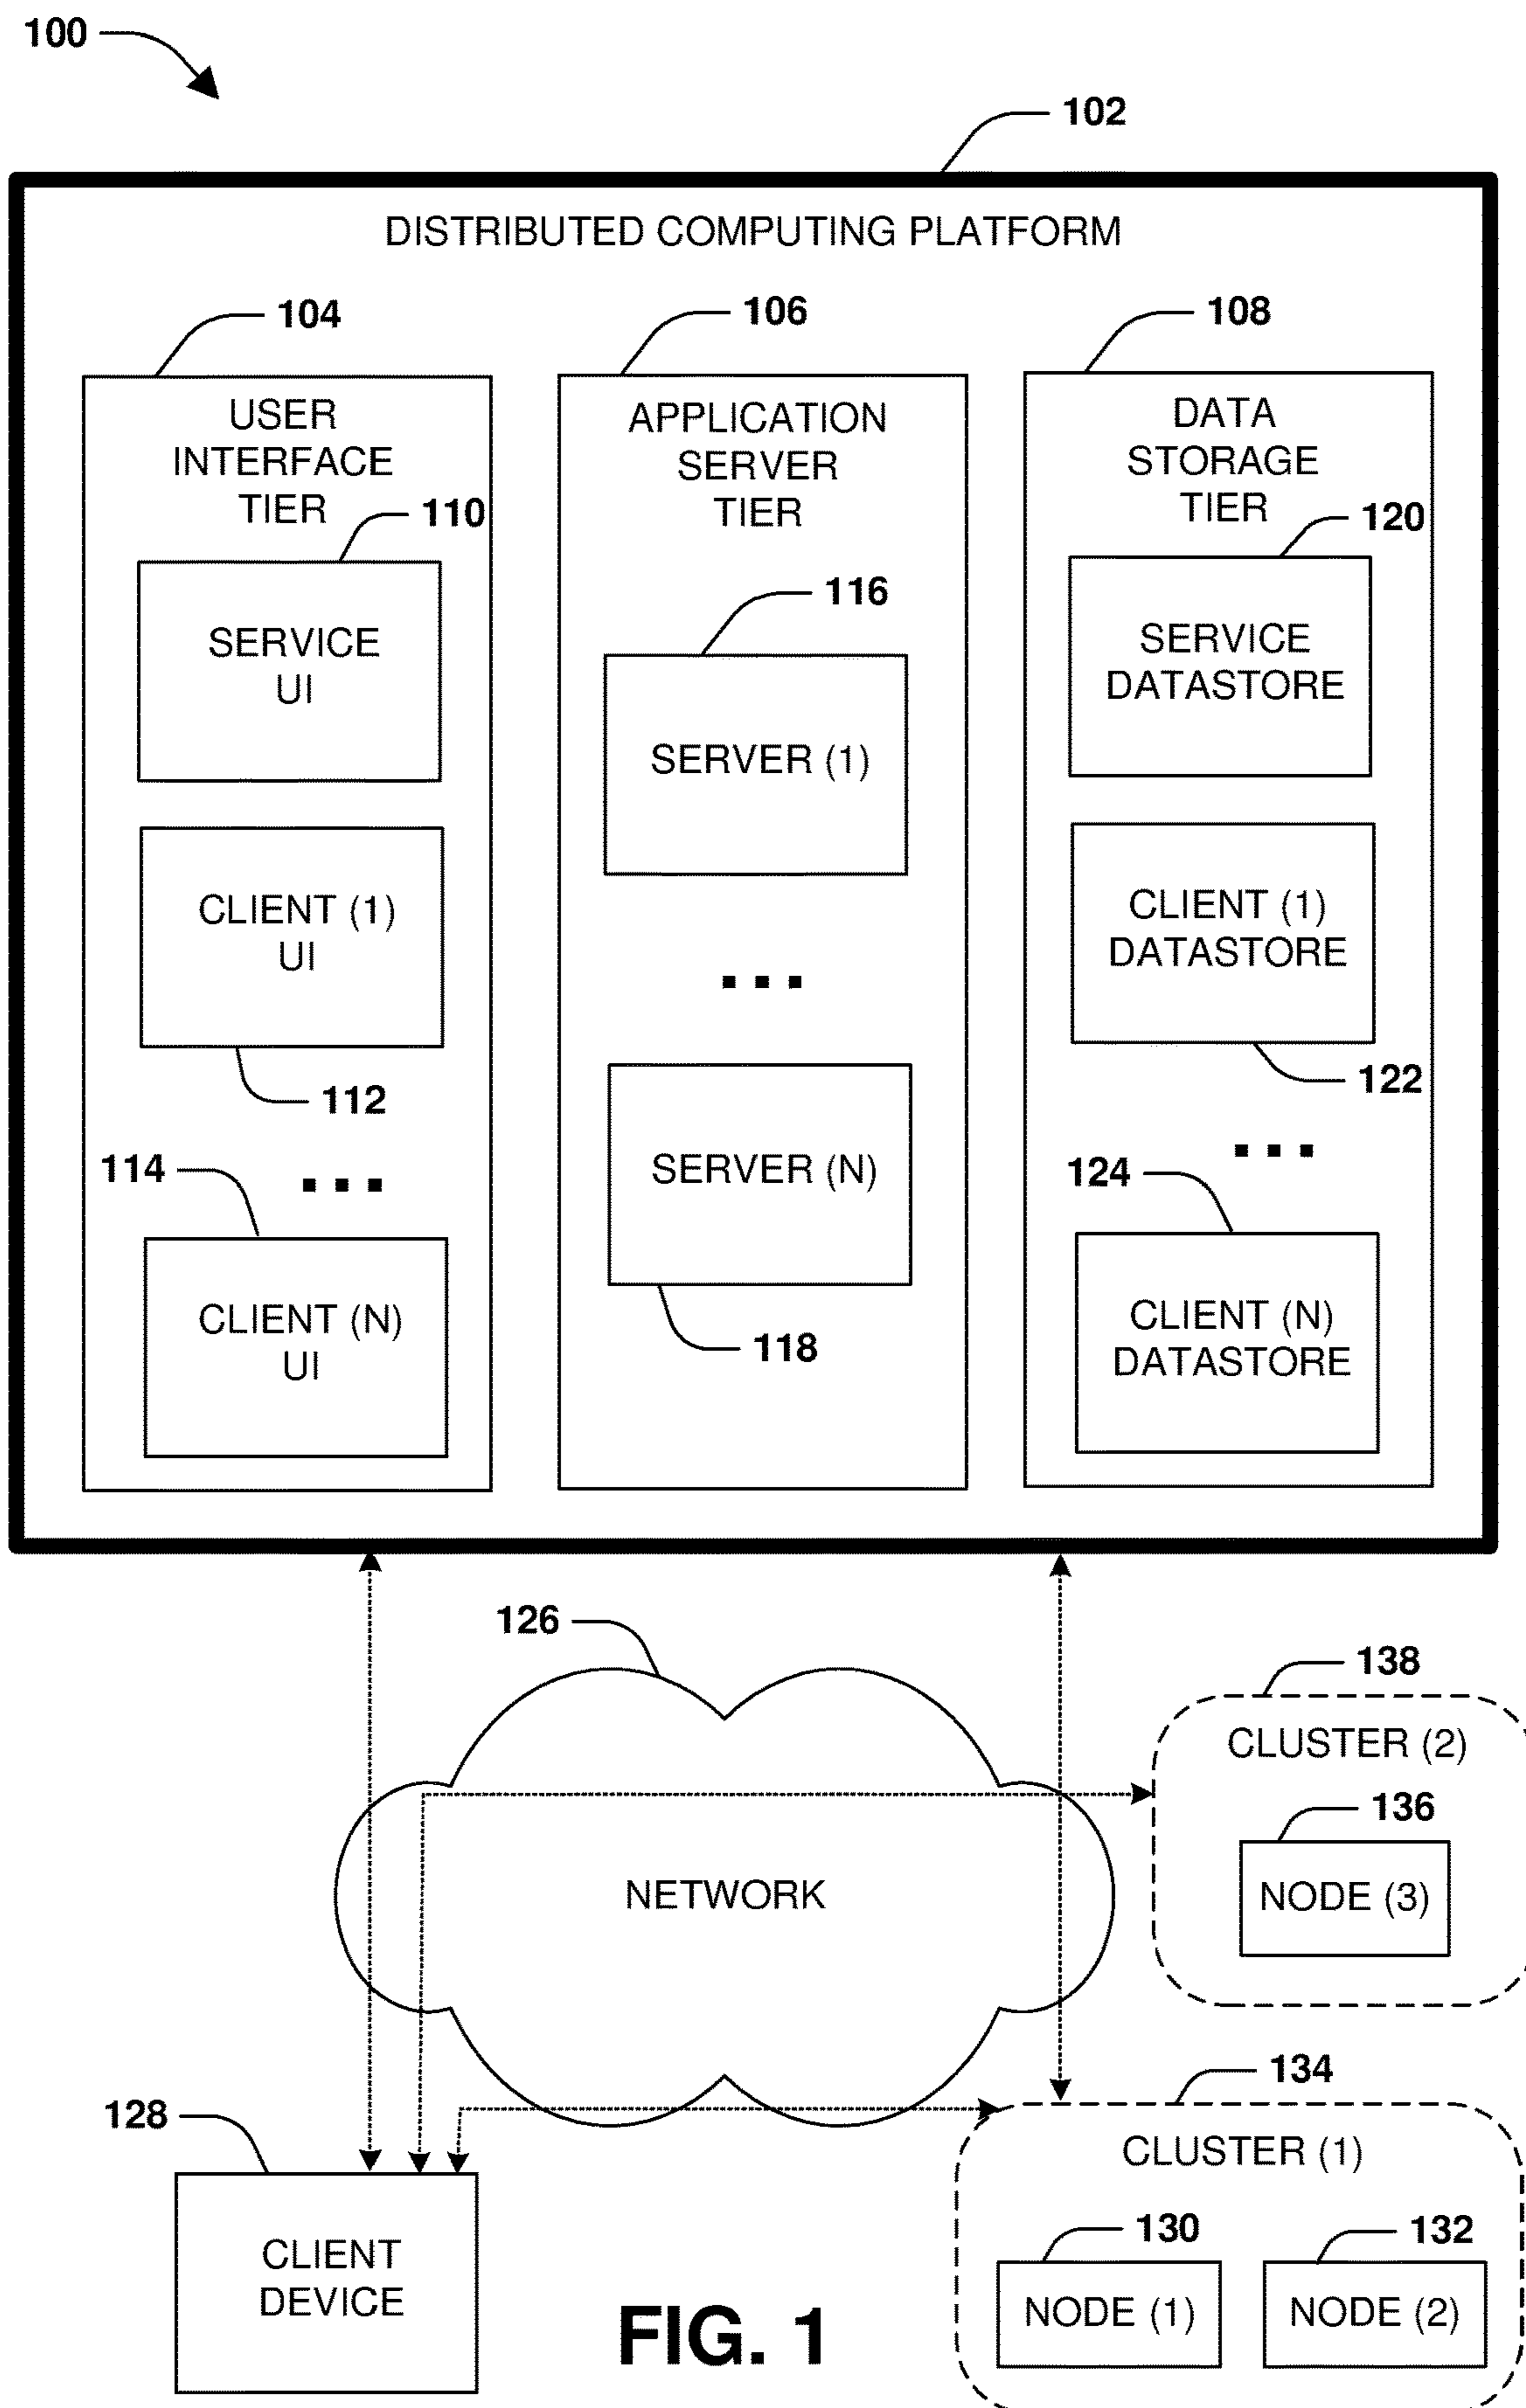 100
102
DISTRIBUTED COMPUTING PLATFORM
104
USER
INTERFACE
TIER
110
SERVICE
UI
CLIENT (1)
UI
112
114
...
CLIENT (N)
UI
106
APPLICATION
SERVER
TIER
116
SERVER (1)
...
SERVER (N)
118
108
DATA
STORAGE
TIER
120
SERVICE
DATASTORE
CLIENT (1)
DATASTORE
122
...
124
CLIENT (N)
DATASTORE
126
NETWORK
138
CLUSTER (2)
136
NODE (3)
134
CLUSTER (1)
130
NODE (1)
132
NODE (2)
128
CLIENT
DEVICE
FIG. 1